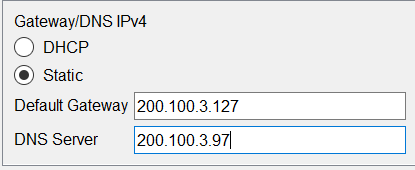 Gateway/DNS IPv4
DHCP
Static
Default Gateway 200.100.3.127
DNS Server 200.100.3.97